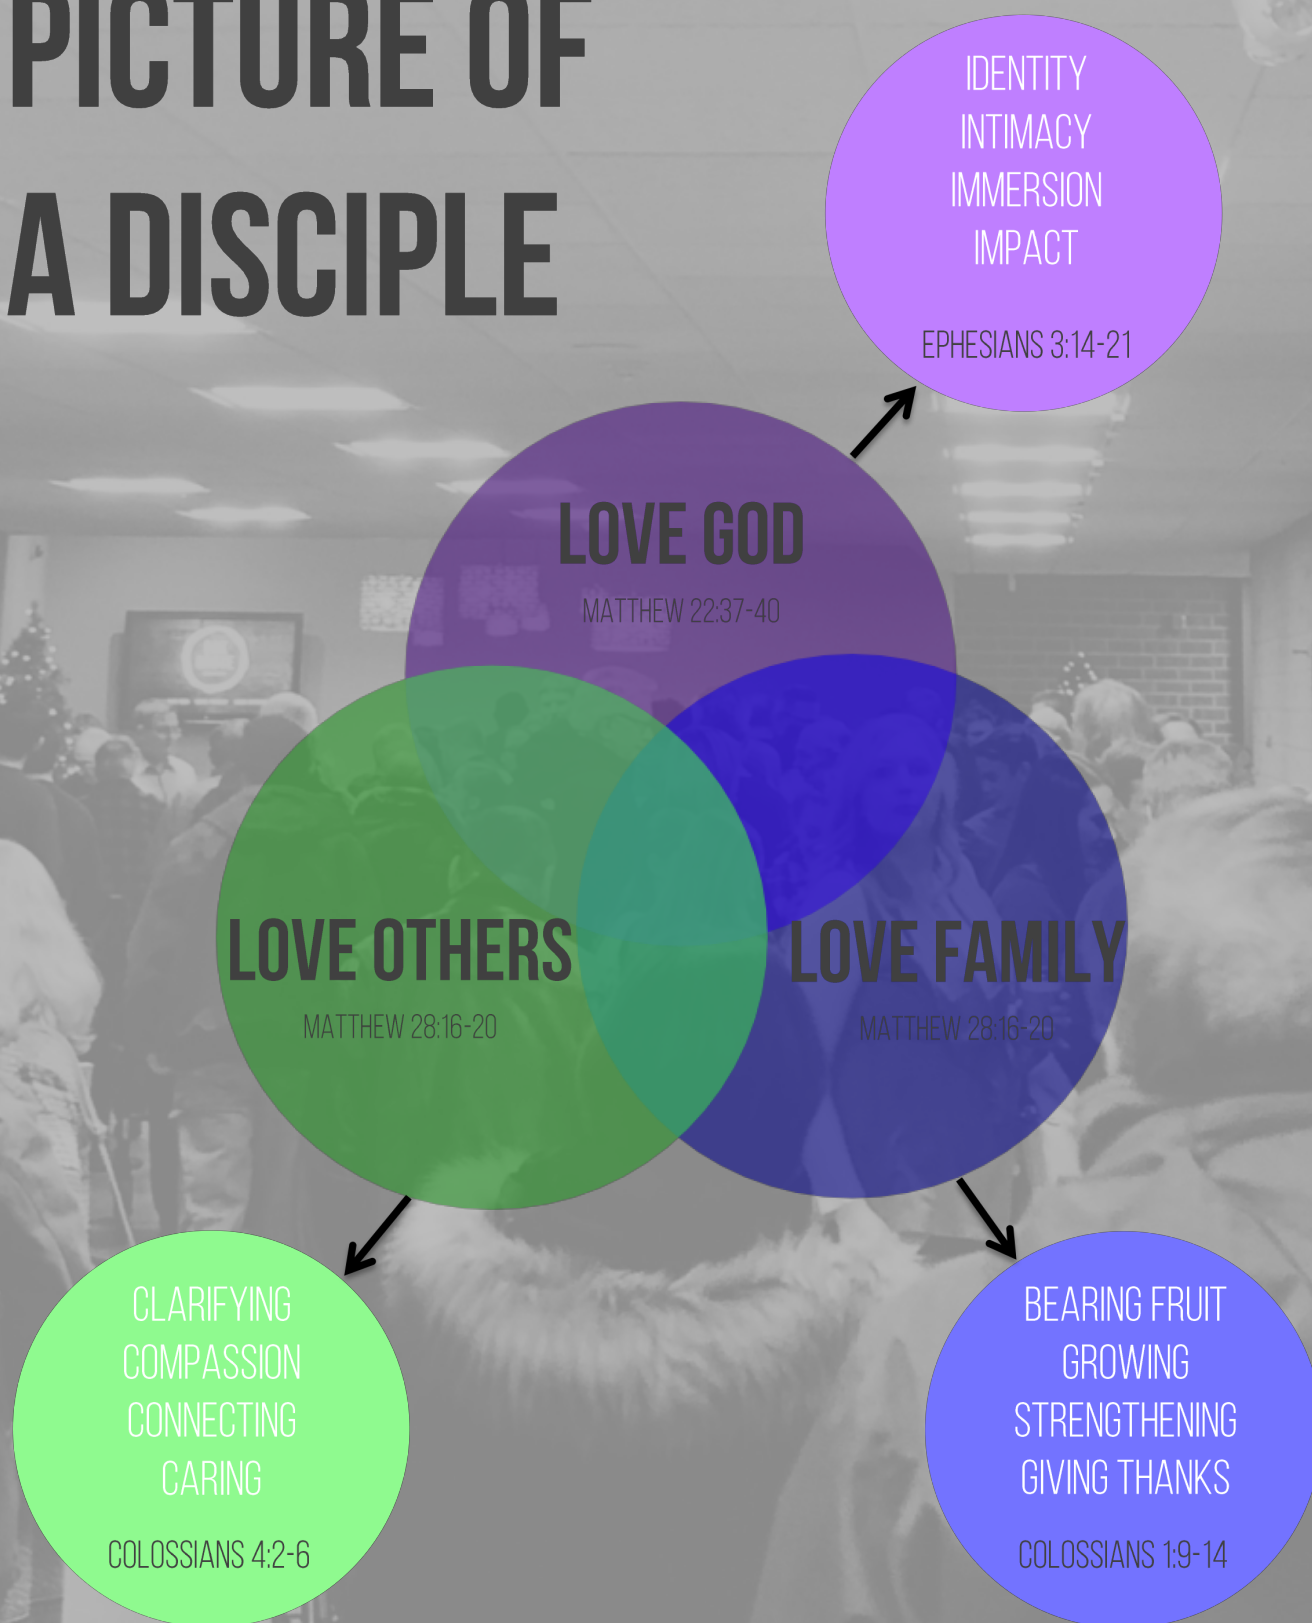 PICTURE OF
A DISCIPLE
IDENTITY
INTIMACY
IMMERSION
IMPACT
EPHESIANS 3:14-21
LOVE GOD
MATTHEW 22:37-40
LOVE OTHERS
MATTHEW 28:16-20
LOVE FAMILY
MATTHEW 28:16-20
CLARIFYING
COMPASSION
CONNECTING
CARING
COLOSSIANS 4:2-6
BEARING FRUIT
GROWING
STRENGTHENING
GIVING THANKS
COLOSSIANS 1:9-14